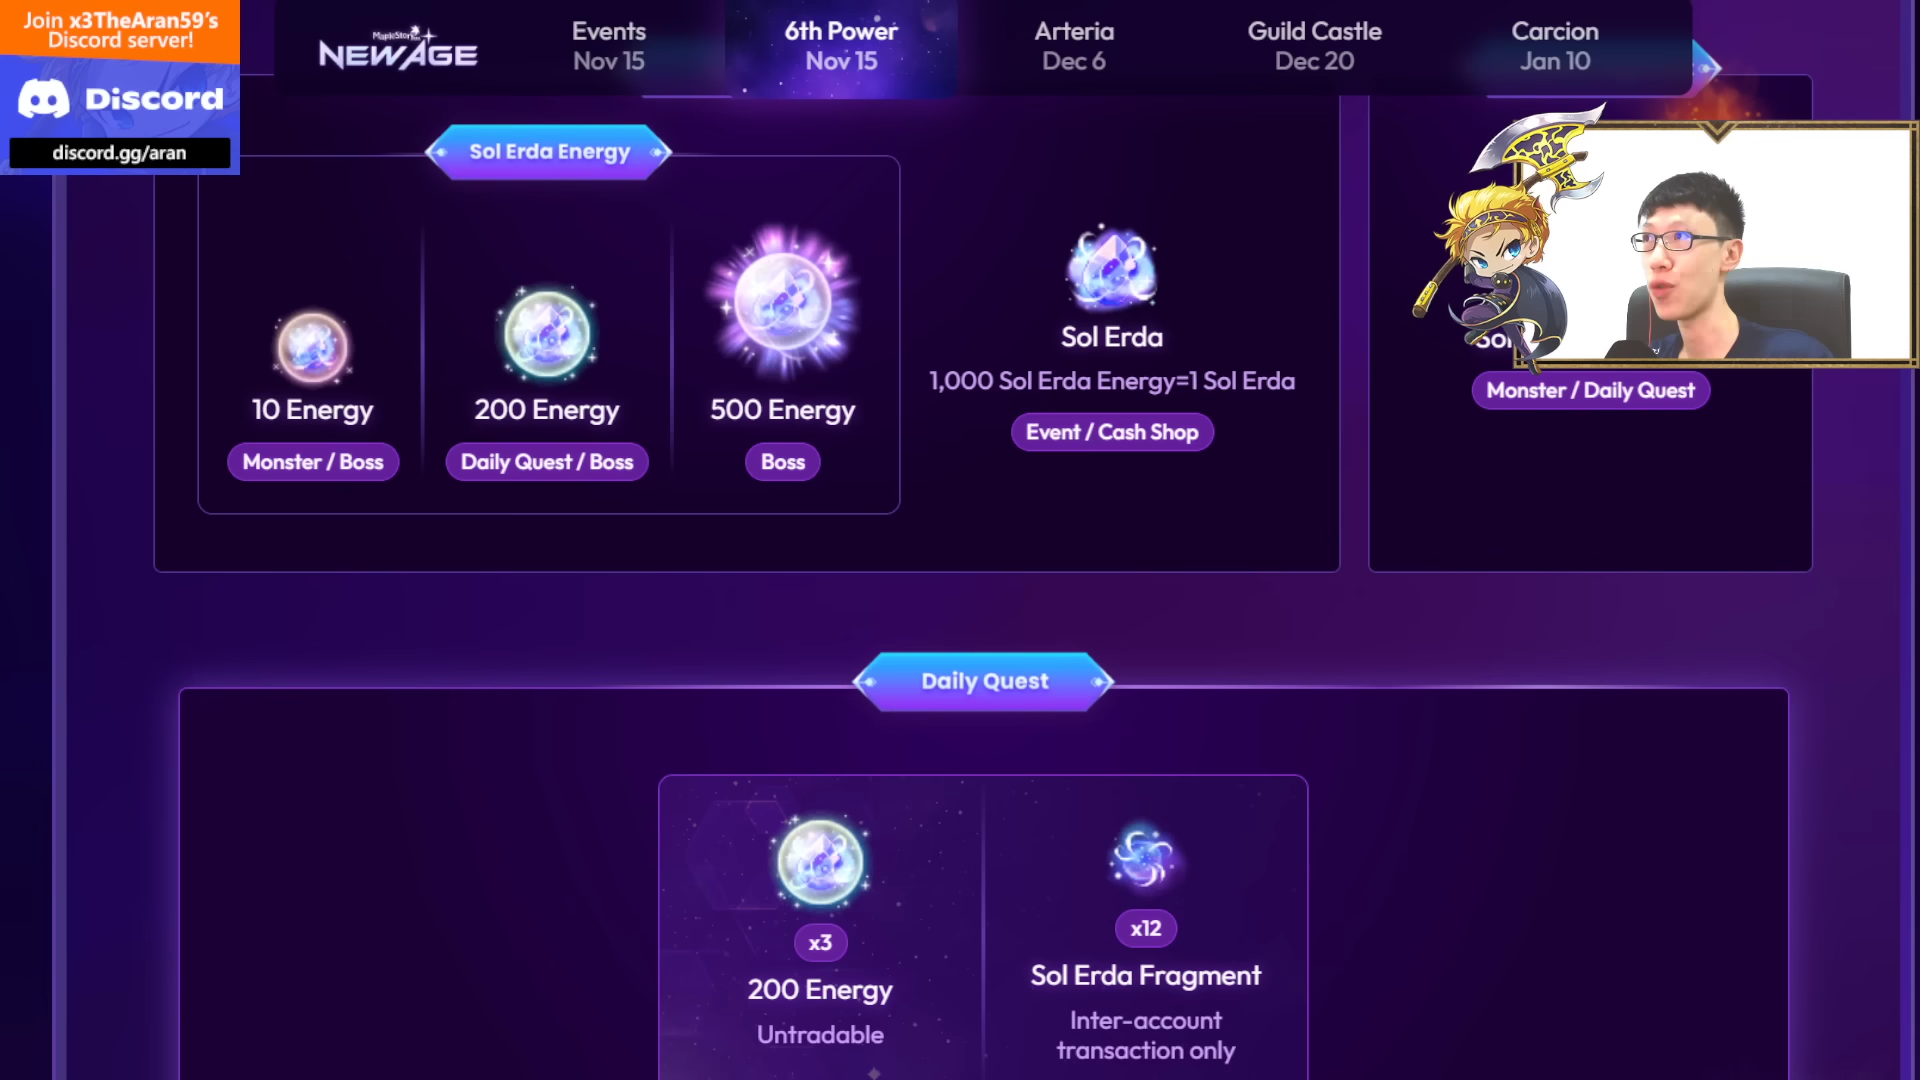 Join x3TheAran59's
Discord server!
Discord
discord.gg/aran
MapleStory
NEW AGE
Events
Nov 15
6th Power
Nov 15
Arteria
Dec 6
Guild Castle
Dec 20
Carcion
Jan 10
Sol Erda Energy
10 Energy
Monster / Boss
200 Energy
Daily Quest / Boss
500 Energy
Boss
Sol Erda
1,000 Sol Erda Energy=1 Sol Erda
Event / Cash Shop
Sol
Monster / Daily Quest
Daily Quest
x3
200 Energy
Untradable
x12
Sol Erda Fragment
Inter-account
transaction only